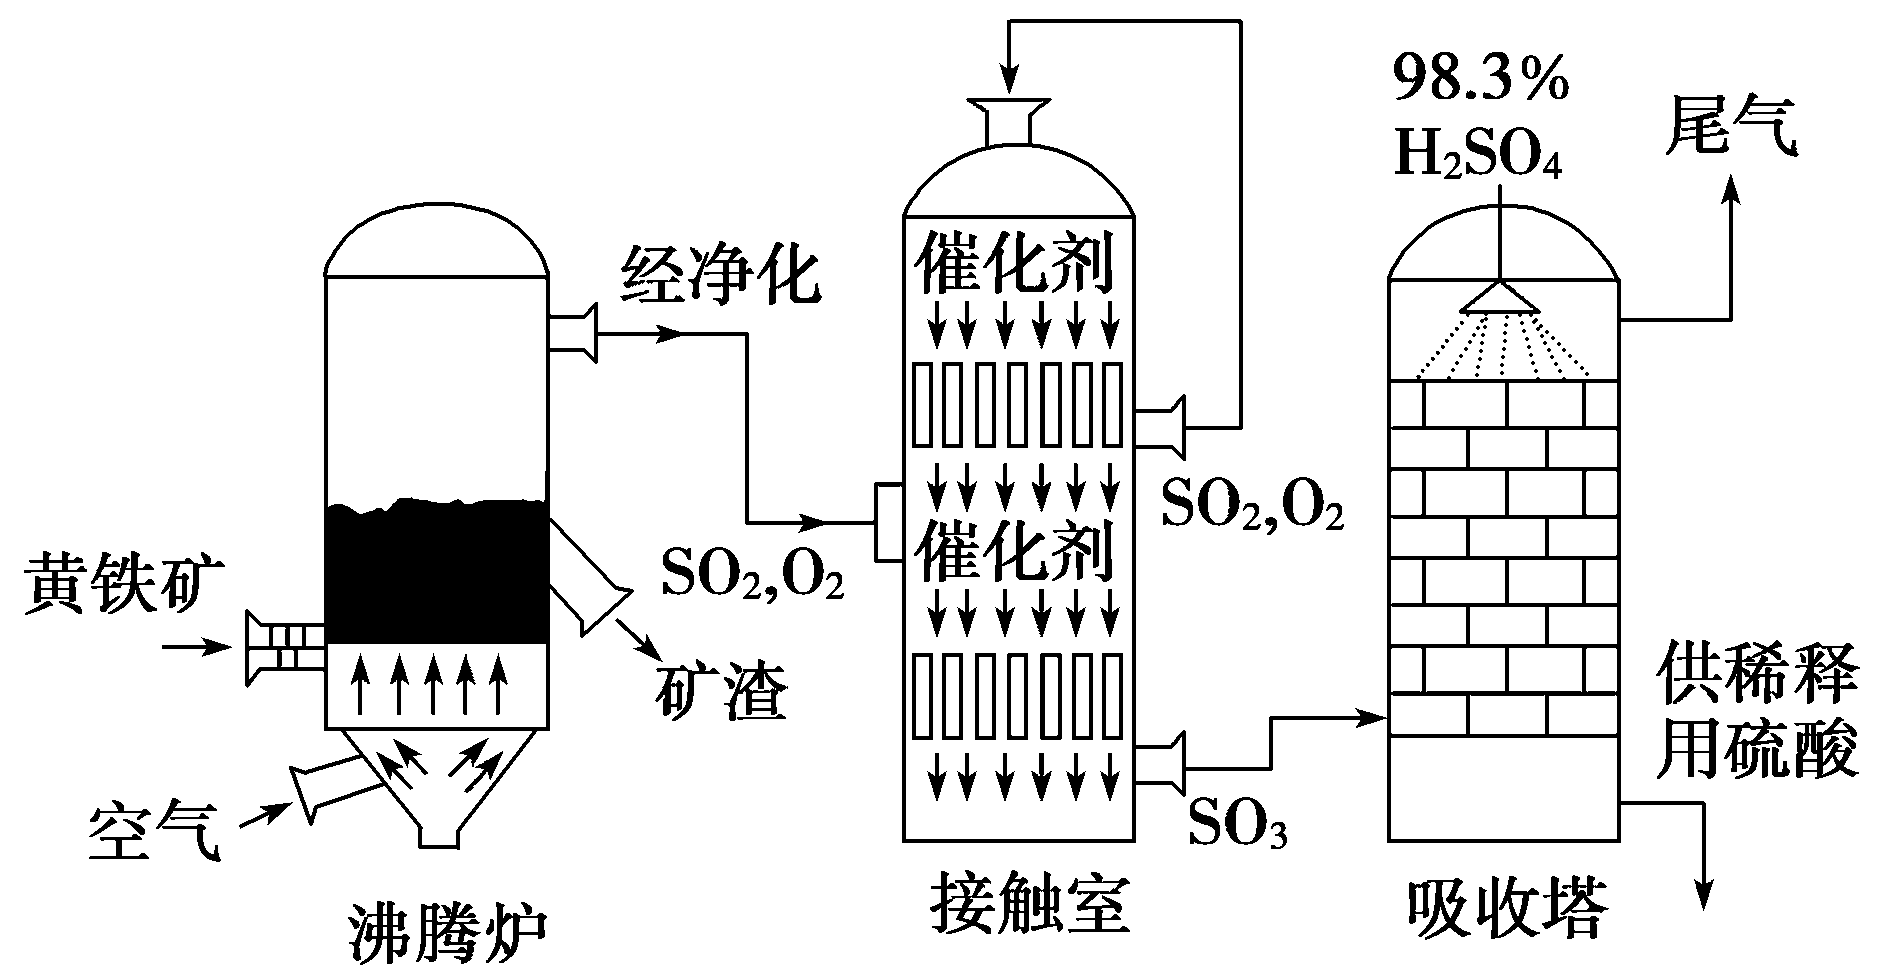 98.3%
H₂SO₄
尾气
经净化
催化剂
SO₂,O₂
催化剂
黄铁矿
SO₂,O₂
矿渣
供稀释
用硫酸
空气
SO₃
沸腾炉
接触室
吸收塔